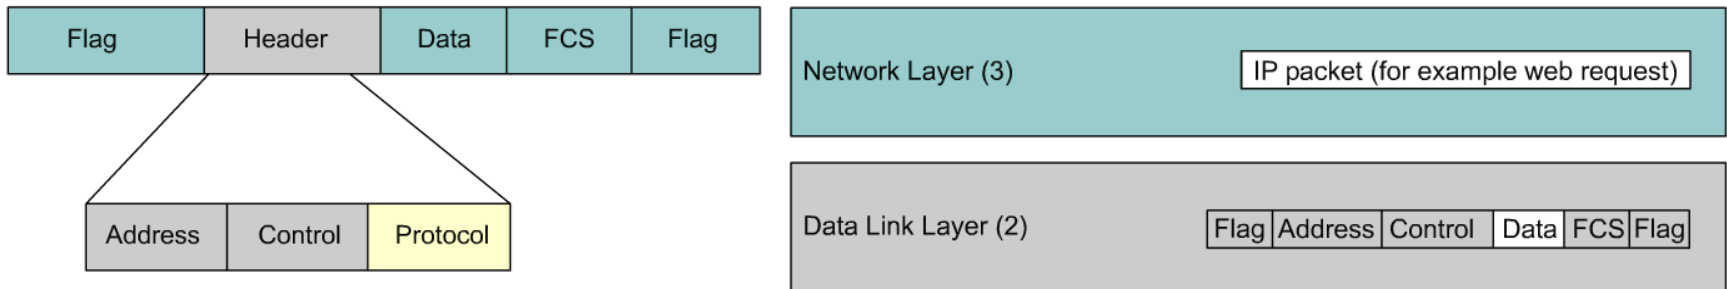 Flag Header Data FCS Flag
Address Control Protocol
Network Layer (3) IP packet (for example web request)
Data Link Layer (2) Flag Address Control Data FCS Flag